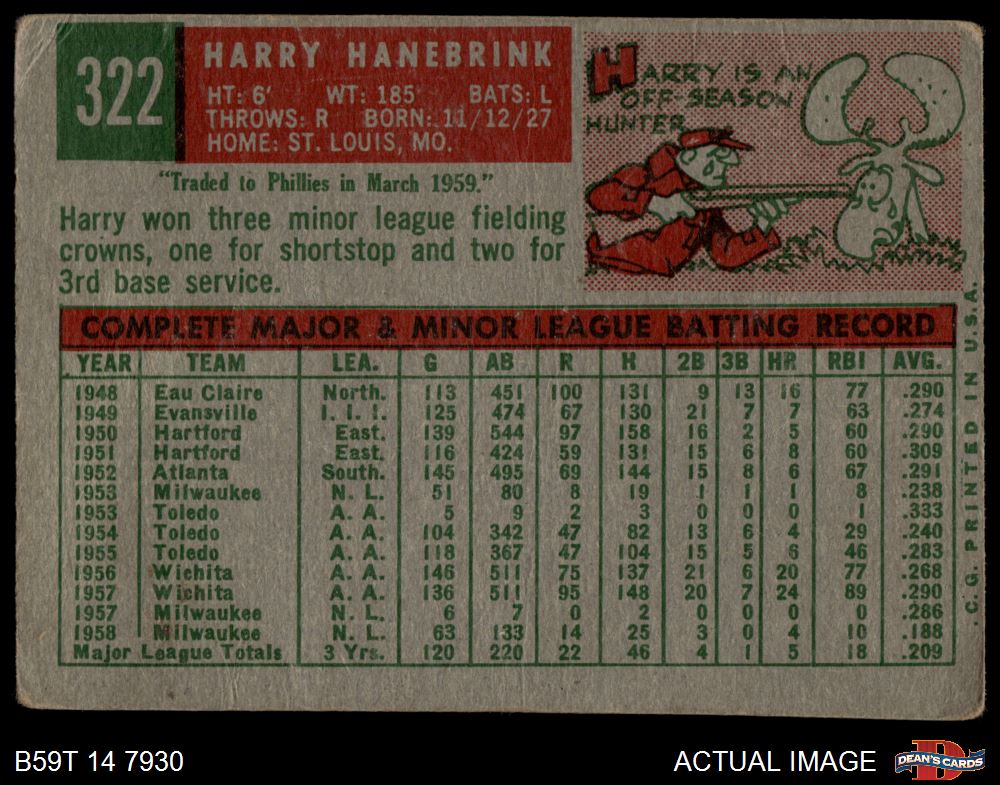 322
HARRY HANEBRINK
HT: 6' WT: 185 BATS: L
THROWS: R BORN: 11/12/27
HOME: ST. LOUIS, MO.
"Traded to Phillies in March 1959."
Harry won three minor league fielding
crowns, one for shortstop and two for
3rd base service.
HARRY IS AN
OFF-SEASON
HUNTER
COMPLETE MAJOR & MINOR LEAGUE BATTING RECORD
YEAR TEAM LEA. G AB R H 2B 3B HR RBI AVG.
1948 Eau Claire North. 113 451 100 131 9 13 16 77 .290
1949 Evansville I. I. I. 125 474 67 130 21 7 7 63 .274
1950 Hartford East. 139 544 97 158 16 2 5 60 .290
1951 Hartford East. 116 424 59 131 15 6 8 60 .309
1952 Atlanta South. 145 495 69 144 15 8 6 67 .291
1953 Milwaukee N. L. 51 80 8 19 1 1 1 8 .238
1953 Toledo A. A. 5 9 2 3 0 0 0 1 .333
1954 Toledo A. A. 104 342 47 82 13 6 4 29 .240
1955 Toledo A. A. 118 367 47 104 15 5 6 46 .283
1956 Wichita A. A. 146 511 75 137 21 6 20 77 .268
1957 Wichita A. A. 136 511 95 148 20 7 24 89 .290
1957 Milwaukee N. L. 6 7 0 2 0 0 0 0 .286
1958 Milwaukee N. L. 63 133 14 25 3 0 4 10 .188
Major League Totals 3 Yrs. 120 220 22 46 4 1 5 18 .209
.C.G. PRINTED IN U.S.A.
B59T 14 7930
ACTUAL IMAGE
DEAN'S CARDS